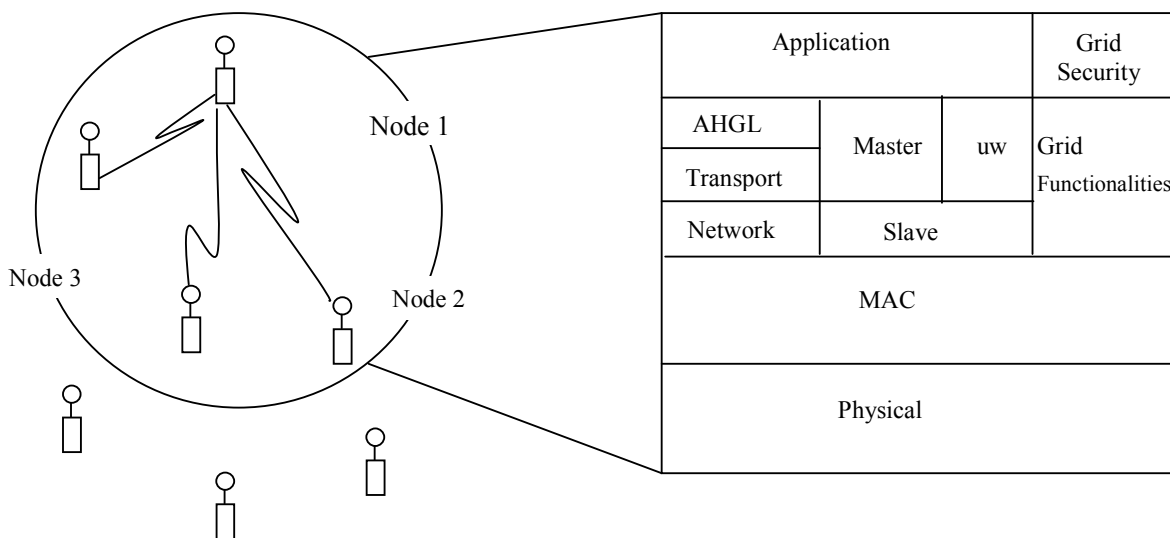 Node 1
Node 3
Node 2
Application
Grid
Security
AHGL
Master
uw
Grid
Functionalities
Transport
Network
Slave
MAC
Physical